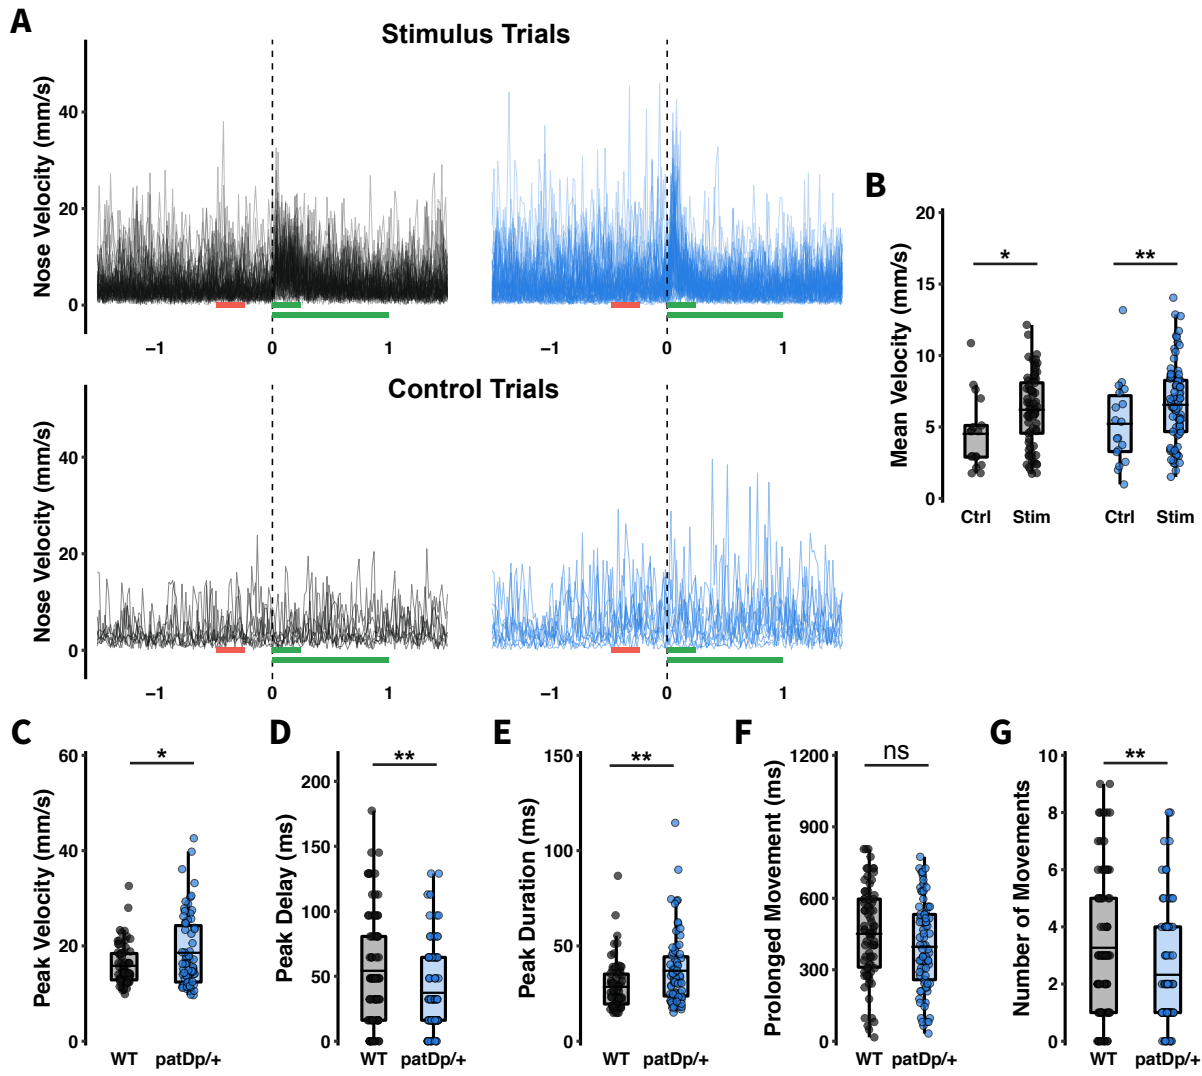 A
Stimulus Trials
Nose Velocity (mm/s)
40
20
0
−1 0 1
−1 0 1
Control Trials
Nose Velocity (mm/s)
40
20
0
−1 0 1
−1 0 1
B
Mean Velocity (mm/s)
20
15
10
5
0
* **
Ctrl Stim Ctrl Stim
C
Peak Velocity (mm/s)
60
40
20
0
*
WT patDp/+
D
Peak Delay (ms)
200
150
100
50
0
**
WT patDp/+
E
Peak Duration (ms)
150
100
50
0
**
WT patDp/+
F
Prolonged Movement (ms)
1200
900
600
300
0
ns
WT patDp/+
G
Number of Movements
10
8
6
4
2
0
**
WT patDp/+